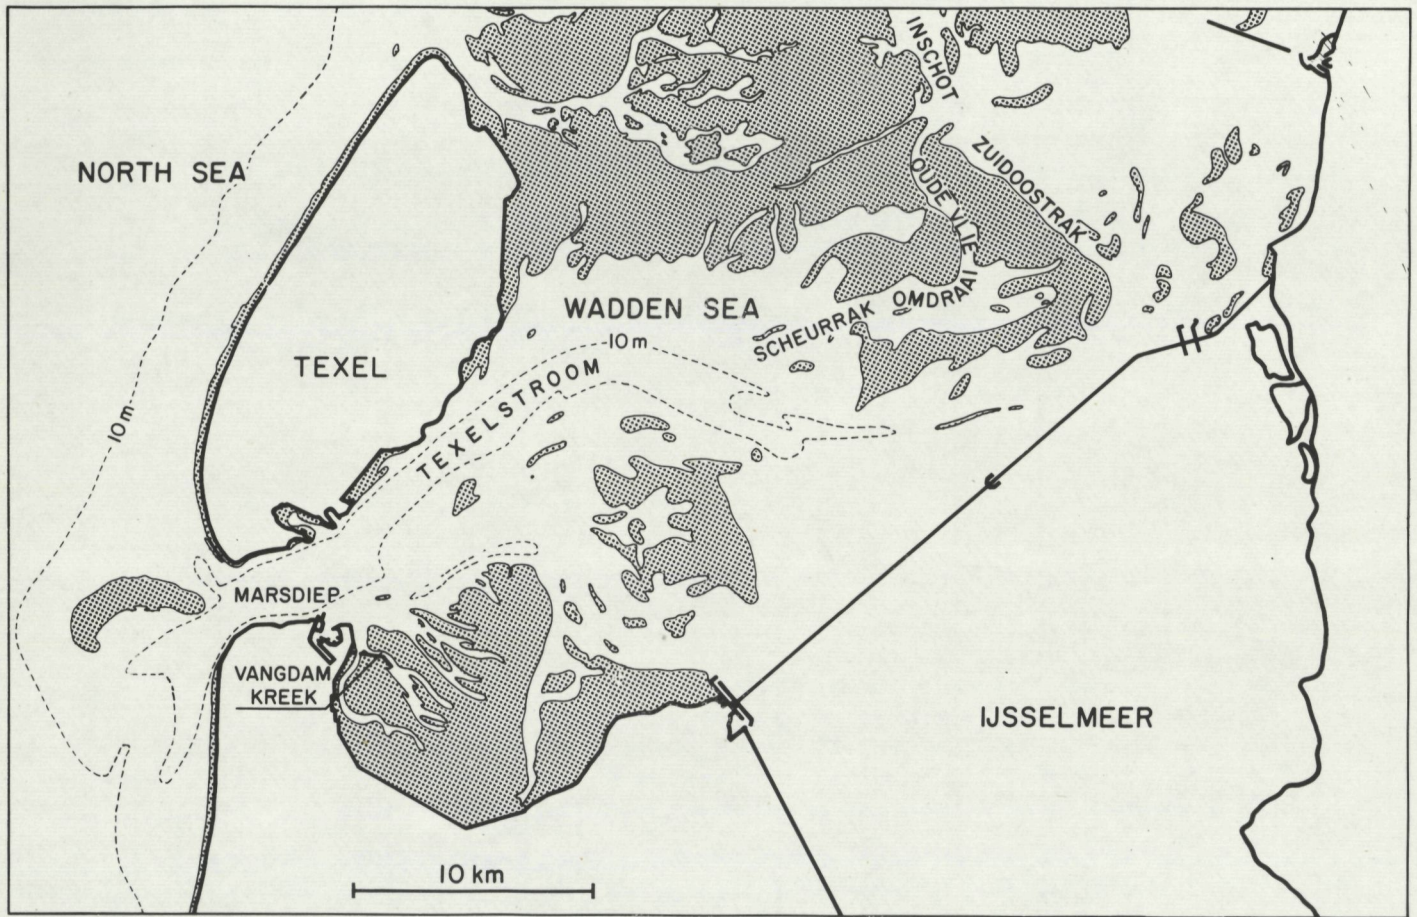 INSCHOT
ZUIDOOSTRAK
NORTH SEA
OUDE VLIE
OMDRAAI
WADDEN SEA
SCHEURRAK
10m
TEXEL
TEXELSTROOM
10m
MARSDIEP
VANGDAM
KREEK
IJSSELMEER
10 km